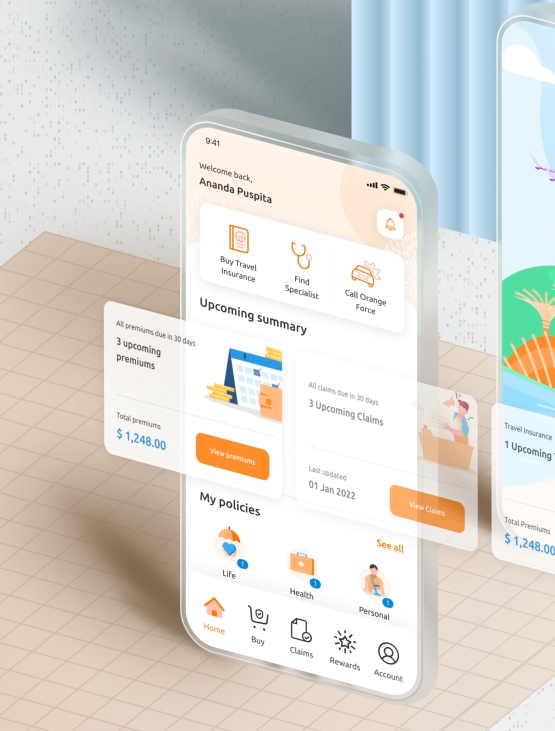 9:41
Welcome back,
Ananda Puspita
Buy Travel
Insurance
Find
Specialist
Call Orange
Force
Upcoming summary
All premiums due in 30 days
3 upcoming
premiums
Total premiums
$ 1,248.00
View premiums
All claims due in 30 days
3 Upcoming Claims
Last updated
01 Jan 2022
View Claims
Travel Insurance
1 Upcoming
Total Premiums
$ 1,248.00
My policies
See all
1
Life
1
Health
1
Personal
Home
Buy
Claims
Rewards
Account